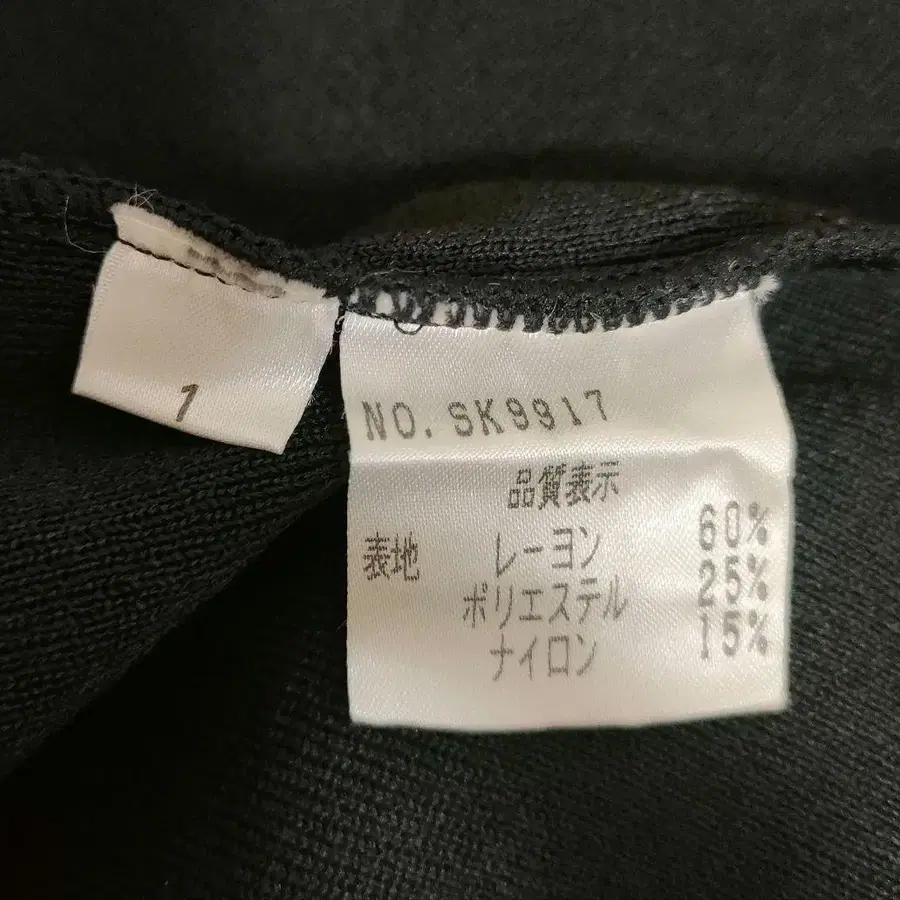 1
NO. SK9917
品質表示
表地 レーヨン 60%
ポリエステル 25%
ナイロン 15%